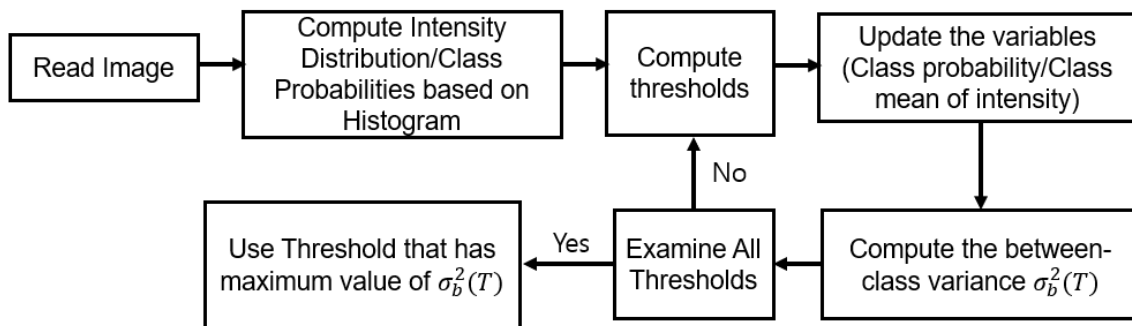 Read Image
Compute Intensity
Distribution/Class
Probabilities based on
Histogram
Compute
thresholds
Update the variables
(Class probability/Class
mean of intensity)
No
Use Threshold that has
maximum value of $\sigma_b^2(T)$
Yes
Examine All
Thresholds
Compute the between-
class variance $\sigma_b^2(T)$